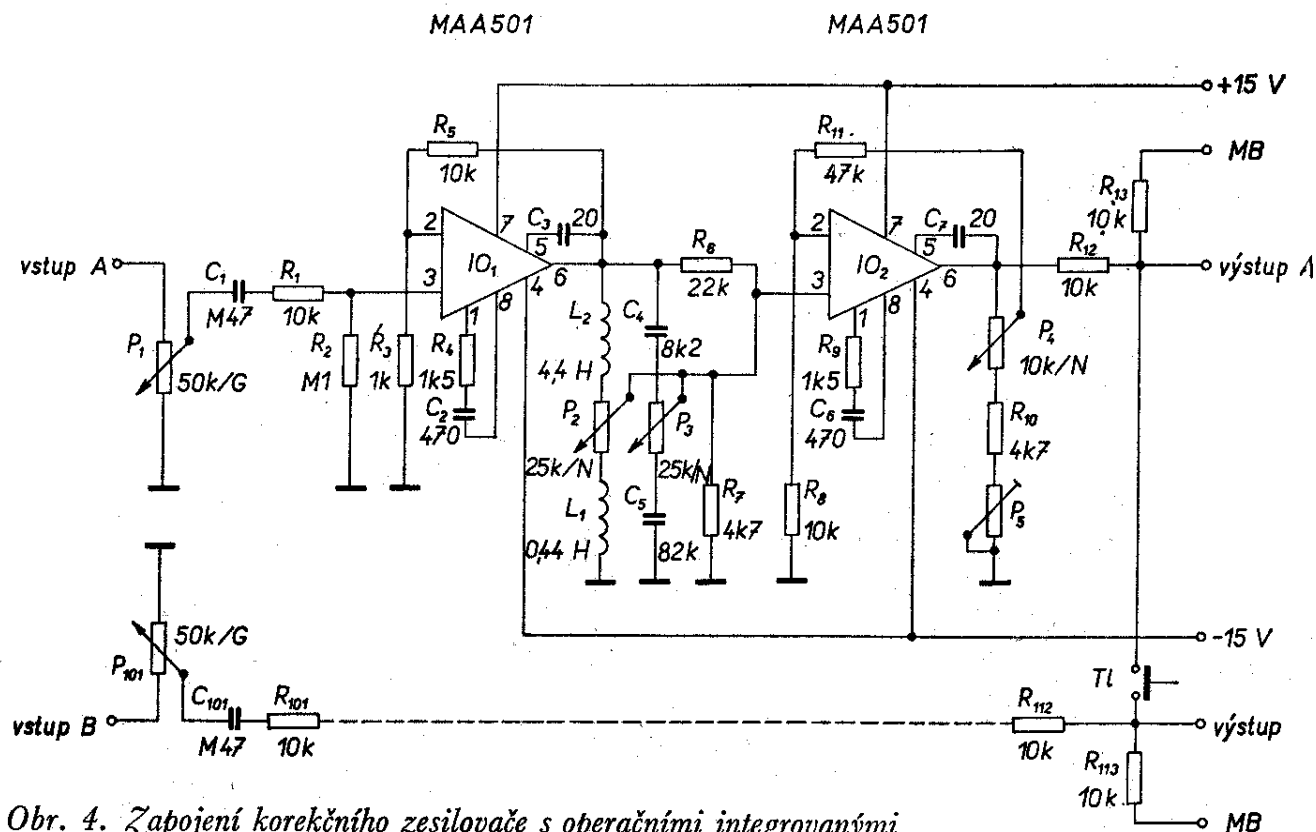 MAA501
MAA501
+15 V
R5
10k
R11
47k
MB
R13
10k
2
7
C3
20
5
6
4
3
IO1
1
8
2
7
C7
20
5
6
4
3
IO2
1
8
R12
10k
vstup A
výstup A
C1
M47
R1
10k
R6
22k
P1
50k/G
R2
M1
R3
1k
R4
1k5
C2
470
L2
4,4 H
C4
8k2
P2
25k/N
P3
25k/N
L1
0,44 H
C5
82k
R7
4k7
R9
1k5
C6
470
R8
10k
P4
10k/N
R10
4k7
P5
-15 V
Tl
P101
50k/G
vstup B
C101
M47
R101
10k
R112
10k
výstup
R113
10k
MB
Obr. 4. Zapojení korekčního zesilovače s operačními integrovanými